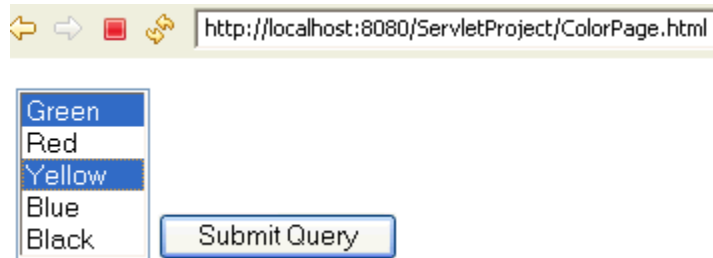 http://localhost:8080/ServletProject/ColorPage.html
Green
Red
Yellow
Blue
Black
Submit Query